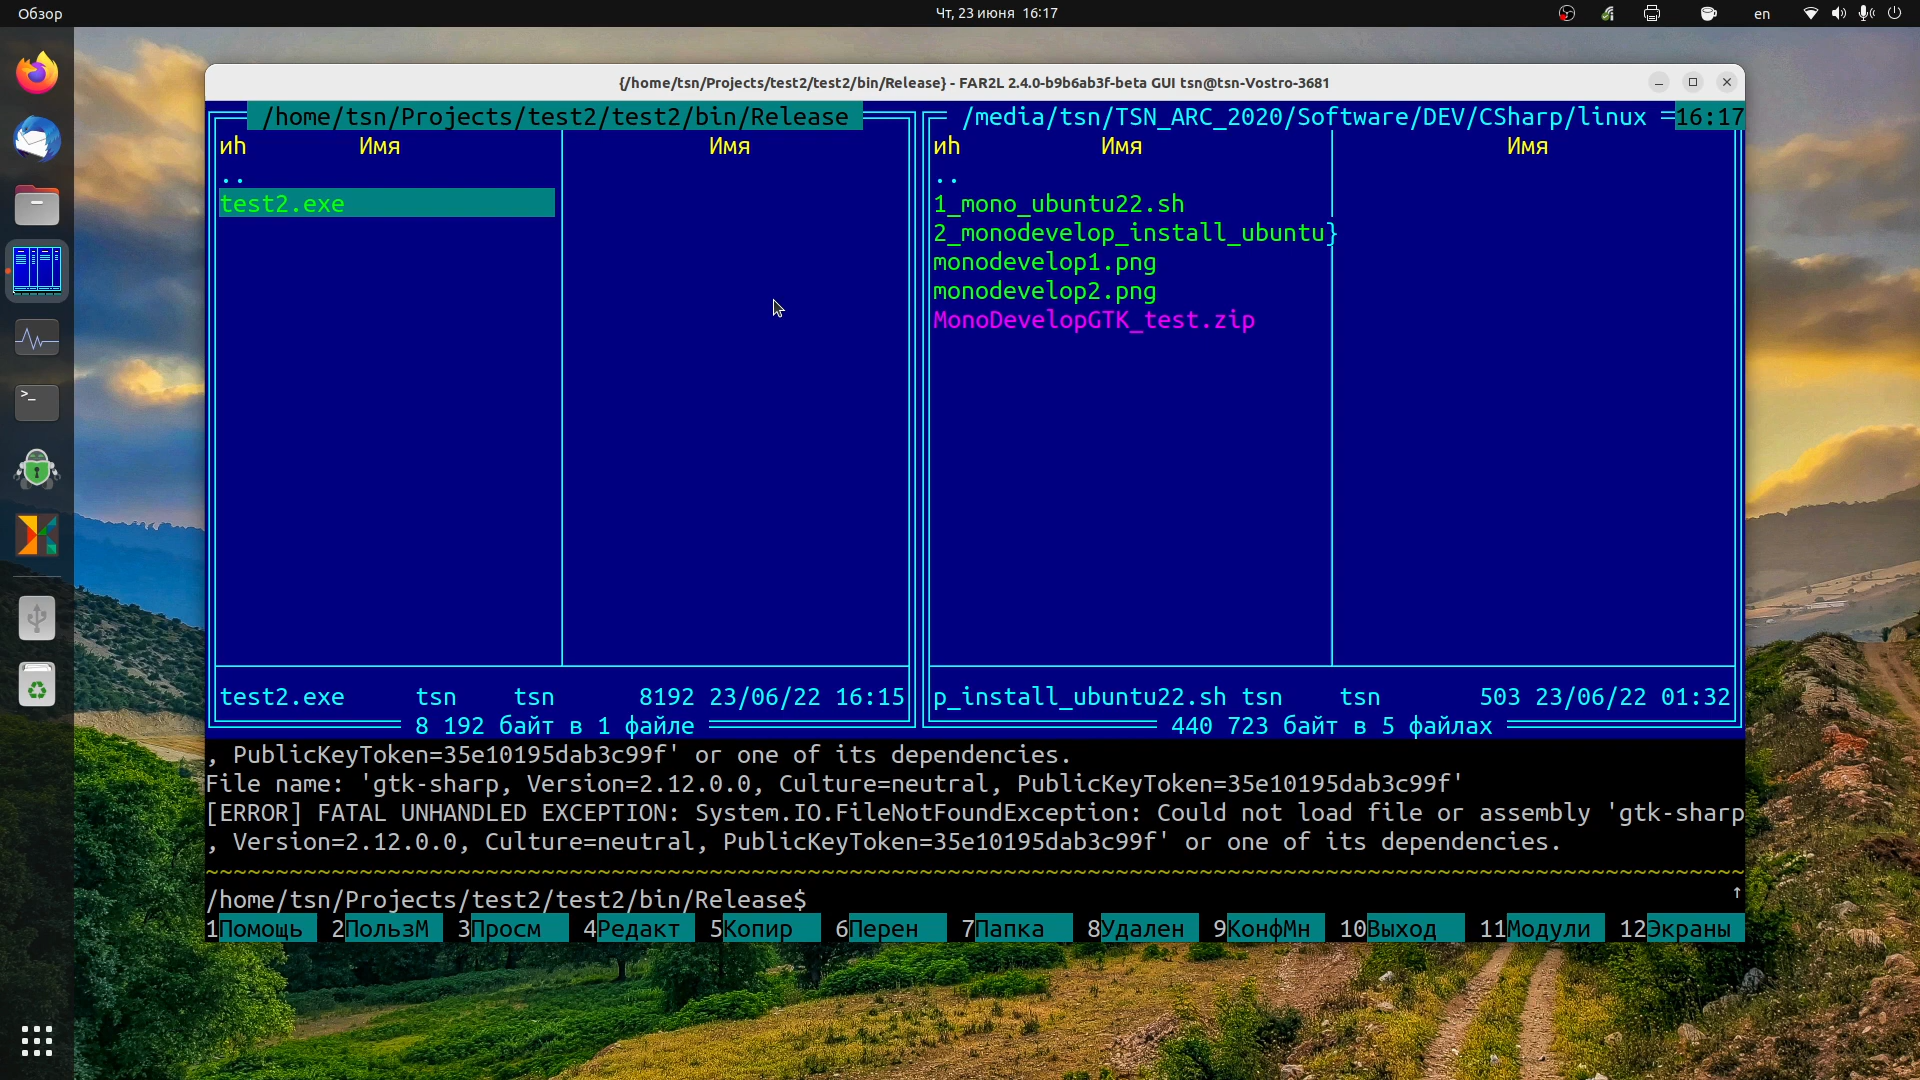 Обзор
Чт, 23 июня 16:17
en
{/home/tsn/Projects/test2/test2/bin/Release} - FAR2L 2.4.0-b9b6ab3f-beta GUI tsn@tsn-Vostro-3681
/home/tsn/Projects/test2/test2/bin/Release
иh Имя Имя
..
test2.exe
test2.exe tsn tsn 8192 23/06/22 16:15
8 192 байт в 1 файле
/media/tsn/TSN_ARC_2020/Software/DEV/CSharp/linux
16:17
иh Имя Имя
..
1_mono_ubuntu22.sh
2_monodevelop_install_ubuntu}
monodevelop1.png
monodevelop2.png
MonoDevelopGTK_test.zip
p_install_ubuntu22.sh tsn tsn 503 23/06/22 01:32
440 723 байт в 5 файлах
, PublicKeyToken=35e10195dab3c99f' or one of its dependencies.
File name: 'gtk-sharp, Version=2.12.0.0, Culture=neutral, PublicKeyToken=35e10195dab3c99f'
[ERROR] FATAL UNHANDLED EXCEPTION: System.IO.FileNotFoundException: Could not load file or assembly 'gtk-sharp
, Version=2.12.0.0, Culture=neutral, PublicKeyToken=35e10195dab3c99f' or one of its dependencies.
/home/tsn/Projects/test2/test2/bin/Release$
1Помощь 2ПользМ 3Просм 4Редакт 5Копир 6Перен 7Папка 8Удален 9КонфМн 10Выход 11Модули 12Экраны